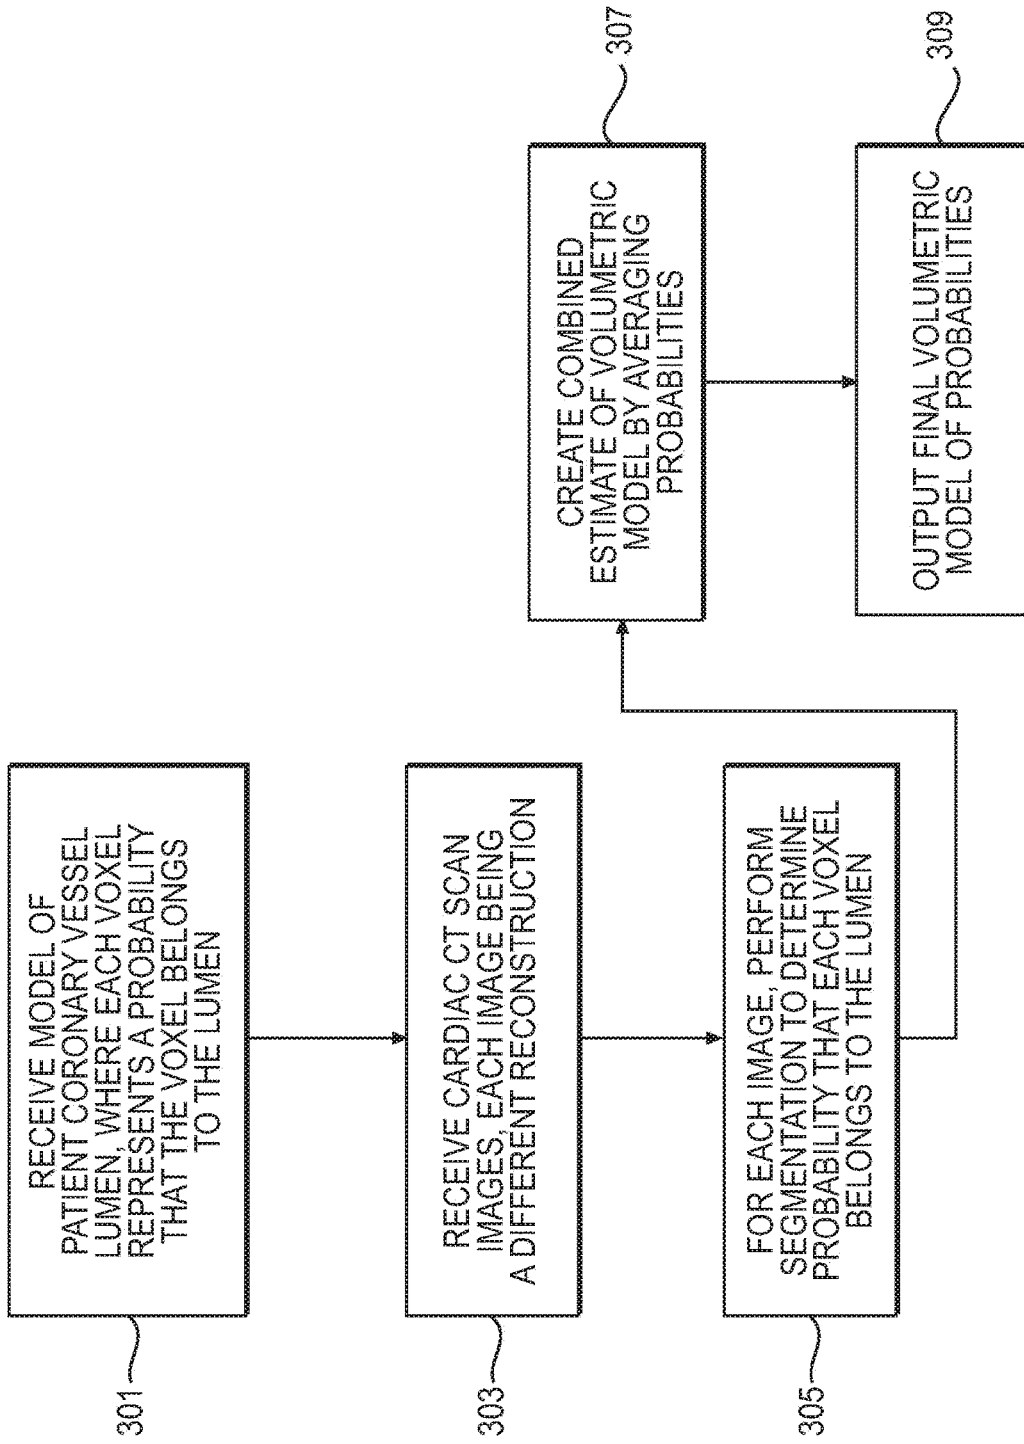 RECEIVE MODEL OF
PATIENT CORONARY VESSEL
LUMEN, WHERE EACH VOXEL
REPRESENTS A PROBABILITY
THAT THE VOXEL BELONGS
TO THE LUMEN
301
RECEIVE CARDIAC CT SCAN
IMAGES, EACH IMAGE BEING
A DIFFERENT RECONSTRUCTION
303
FOR EACH IMAGE, PERFORM
SEGMENTATION TO DETERMINE
PROBABILITY THAT EACH VOXEL
BELONGS TO THE LUMEN
305
CREATE COMBINED
ESTIMATE OF VOLUMETRIC
MODEL BY AVERAGING
PROBABILITIES
307
OUTPUT FINAL VOLUMETRIC
MODEL OF PROBABILITIES
309